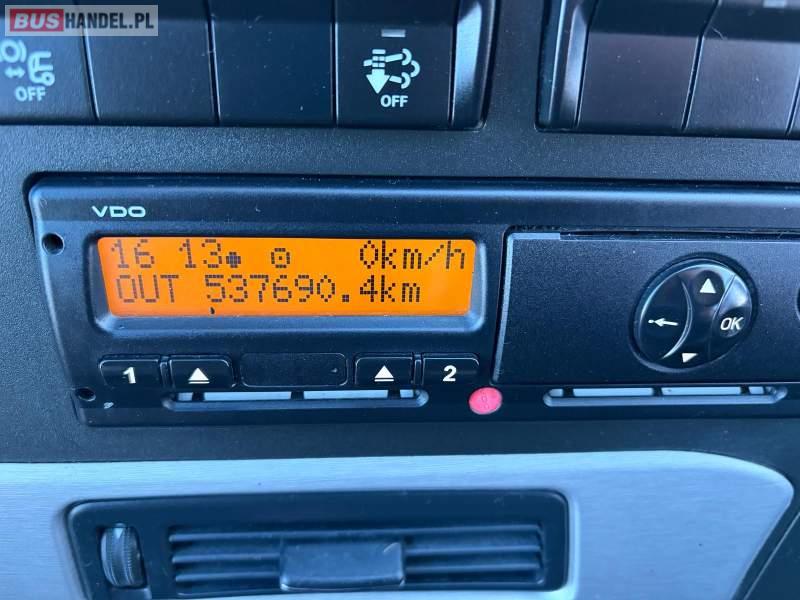 BUSHANDEL.PL
OFF
OFF
VDO
16 13 0km/h
OUT 537690.4km
1 2
OK